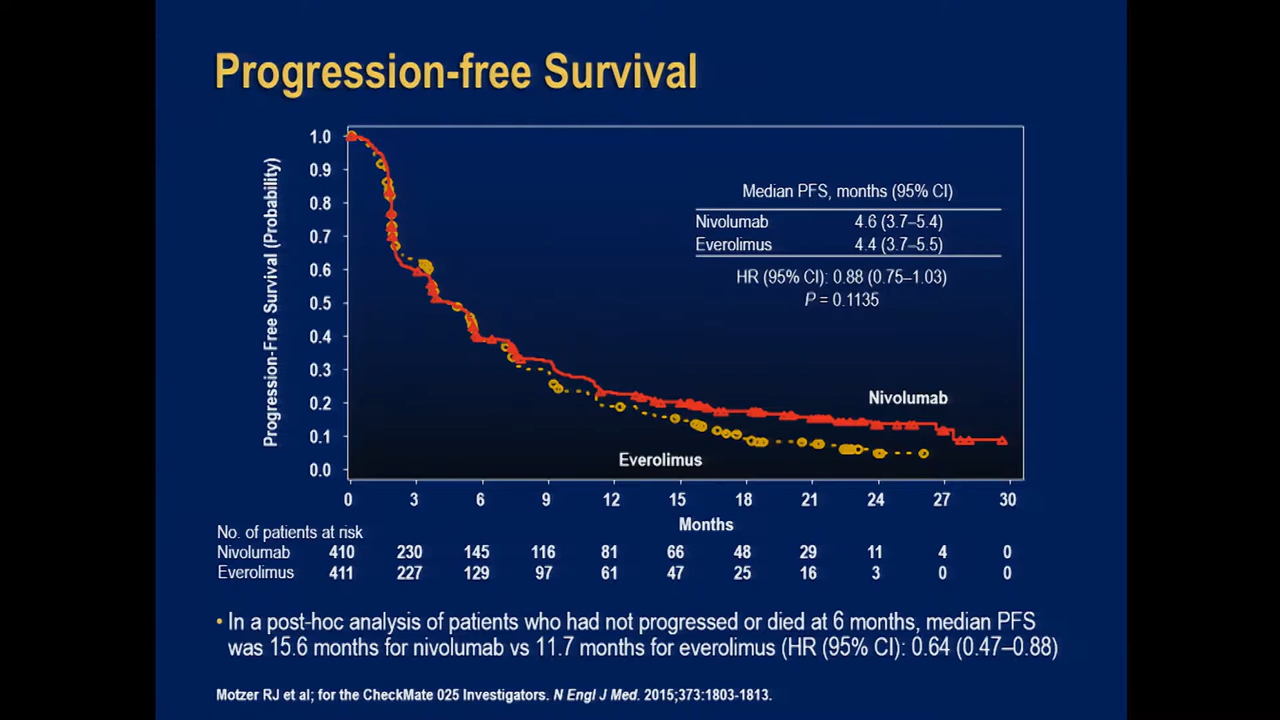 Progression-free Survival
Progression-Free Survival (Probability)
1.0
0.9
0.8
0.7
0.6
0.5
0.4
0.3
0.2
0.1
0.0
Median PFS, months (95% CI)
Nivolumab 4.6 (3.7–5.4)
Everolimus 4.4 (3.7–5.5)
HR (95% CI): 0.88 (0.75–1.03)
P = 0.1135
Nivolumab
Everolimus
0 3 6 9 12 15 18 21 24 27 30
Months
No. of patients at risk
Nivolumab 410 230 145 116 81 66 48 29 11 4 0
Everolimus 411 227 129 97 61 47 25 16 3 0 0
• In a post-hoc analysis of patients who had not progressed or died at 6 months, median PFS
was 15.6 months for nivolumab vs 11.7 months for everolimus (HR (95% CI): 0.64 (0.47–0.88)
Motzer RJ et al; for the CheckMate 025 Investigators. N Engl J Med. 2015;373:1803-1813.